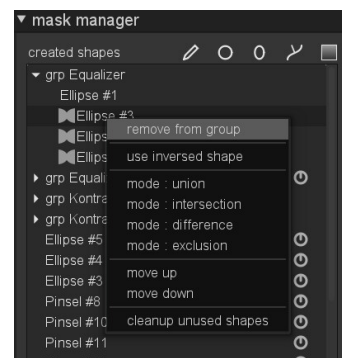 mask manager
created shapes
grp Equalizer
Ellipse #1
Ellipse #3
Ellips
Ellips
grp Equali
grp Kontra
grp Kontra
Ellipse #5
Ellipse #4
Ellipse #3
Pinsel #8
Pinsel #10
Pinsel #11
remove from group
use inversed shape
mode : union
mode : intersection
mode : difference
mode : exclusion
move up
move down
cleanup unused shapes